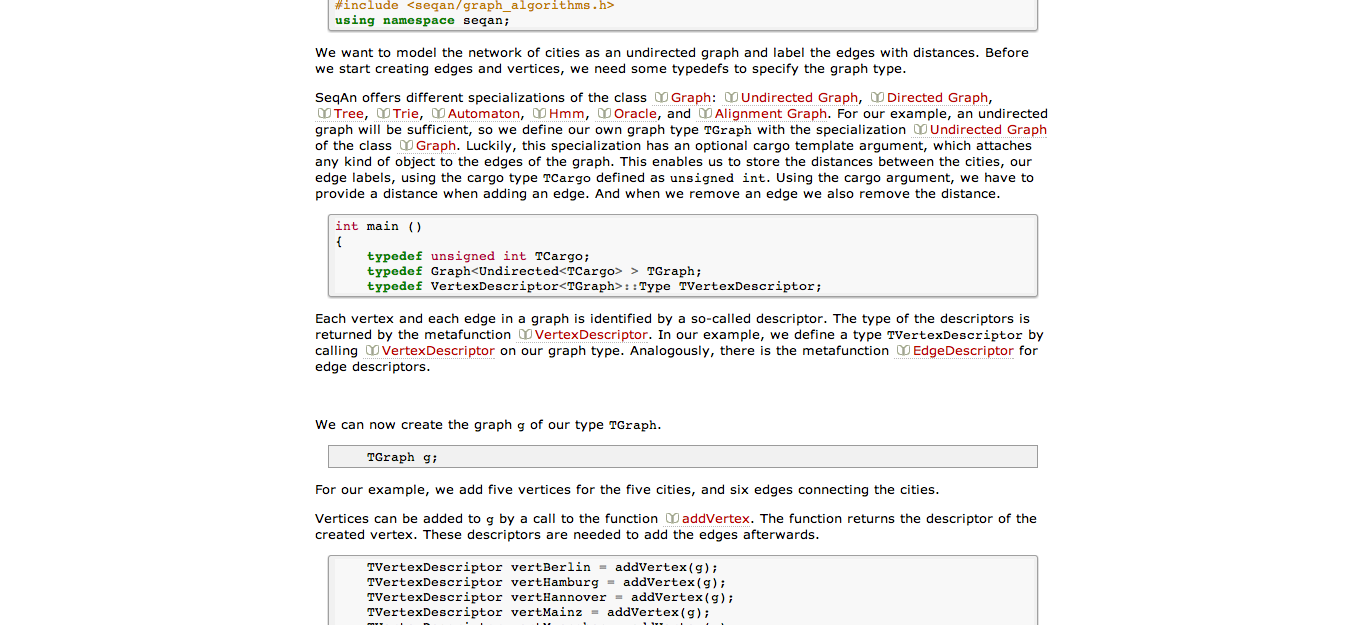 #include <seqan/graph_algorithms.h>
using namespace seqan;
We want to model the network of cities as an undirected graph and label the edges with distances. Before
we start creating edges and vertices, we need some typedefs to specify the graph type.
SeqAn offers different specializations of the class Graph: Undirected Graph, Directed Graph,
Tree, Trie, Automaton, Hmm, Oracle, and Alignment Graph. For our example, an undirected
graph will be sufficient, so we define our own graph type TGraph with the specialization Undirected Graph
of the class Graph. Luckily, this specialization has an optional cargo template argument, which attaches
any kind of object to the edges of the graph. This enables us to store the distances between the cities, our
edge labels, using the cargo type TCargo defined as unsigned int. Using the cargo argument, we have to
provide a distance when adding an edge. And when we remove an edge we also remove the distance.
int main ()
{
typedef unsigned int TCargo;
typedef Graph<Undirected<TCargo> > TGraph;
typedef VertexDescriptor<TGraph>::Type TVertexDescriptor;
Each vertex and each edge in a graph is identified by a so-called descriptor. The type of the descriptors is
returned by the metafunction VertexDescriptor. In our example, we define a type TVertexDescriptor by
calling VertexDescriptor on our graph type. Analogously, there is the metafunction EdgeDescriptor for
edge descriptors.
We can now create the graph g of our type TGraph.
TGraph g;
For our example, we add five vertices for the five cities, and six edges connecting the cities.
Vertices can be added to g by a call to the function addVertex. The function returns the descriptor of the
created vertex. These descriptors are needed to add the edges afterwards.
TVertexDescriptor vertBerlin = addVertex(g);
TVertexDescriptor vertHamburg = addVertex(g);
TVertexDescriptor vertHannover = addVertex(g);
TVertexDescriptor vertMainz = addVertex(g);